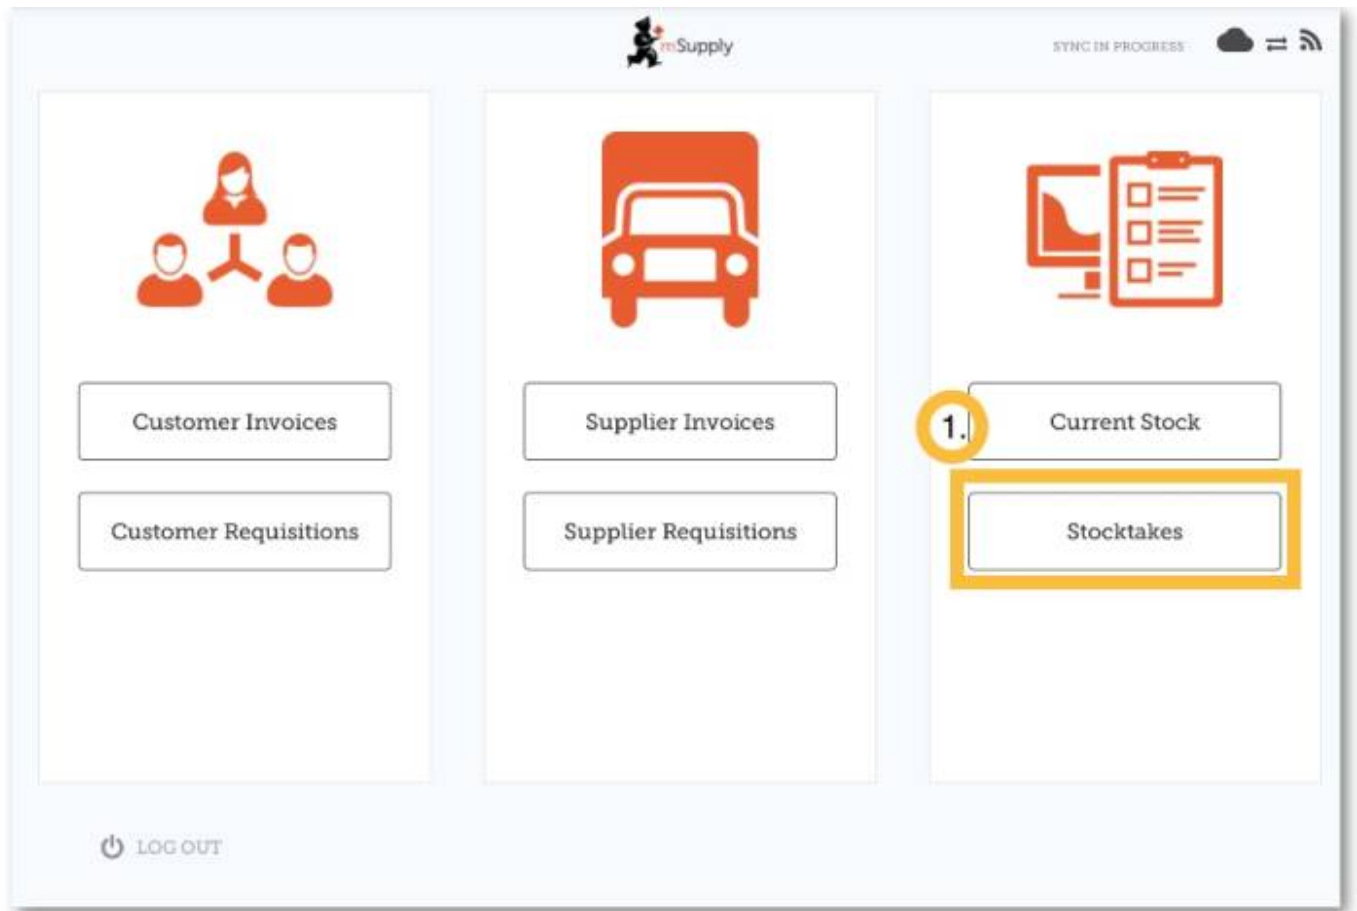 mSupply
SYNC IN PROGRESS
Customer Invoices
Customer Requisitions
Supplier Invoices
Supplier Requisitions
1.
Current Stock
Stocktakes
LOG OUT